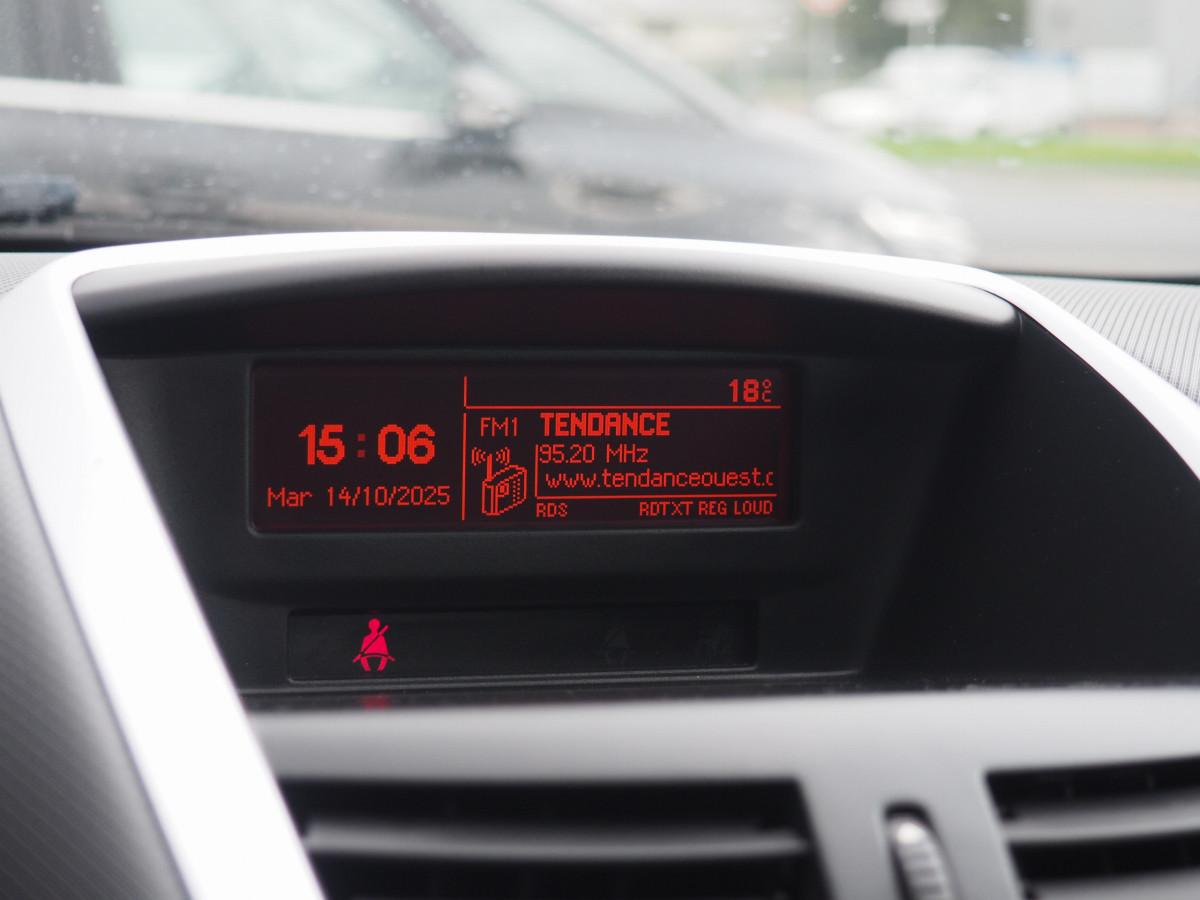 18°C
15:06
Mar 14/10/2025
FM1 TENDANCE
95.20 MHz
www.tendanceouest.c
RDS RDTXT REG LOUD